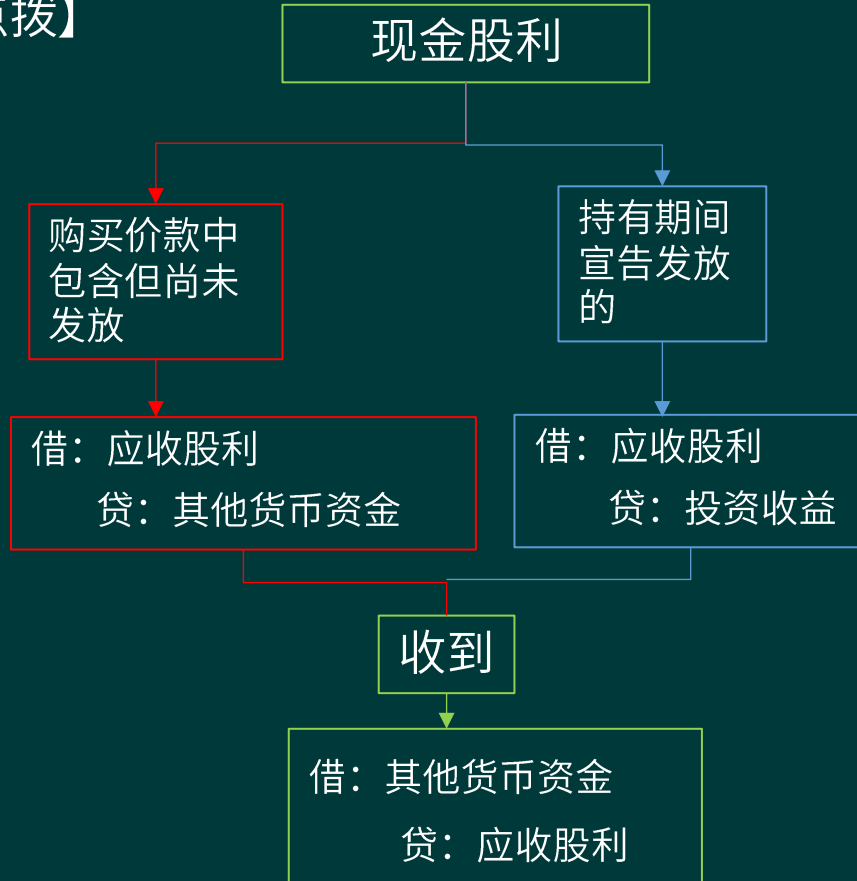 拨】
现金股利
购买价款中
包含但尚未
发放
持有期间
宣告发放
的
借：应收股利
贷：其他货币资金
借：应收股利
贷：投资收益
收到
借：其他货币资金
贷：应收股利